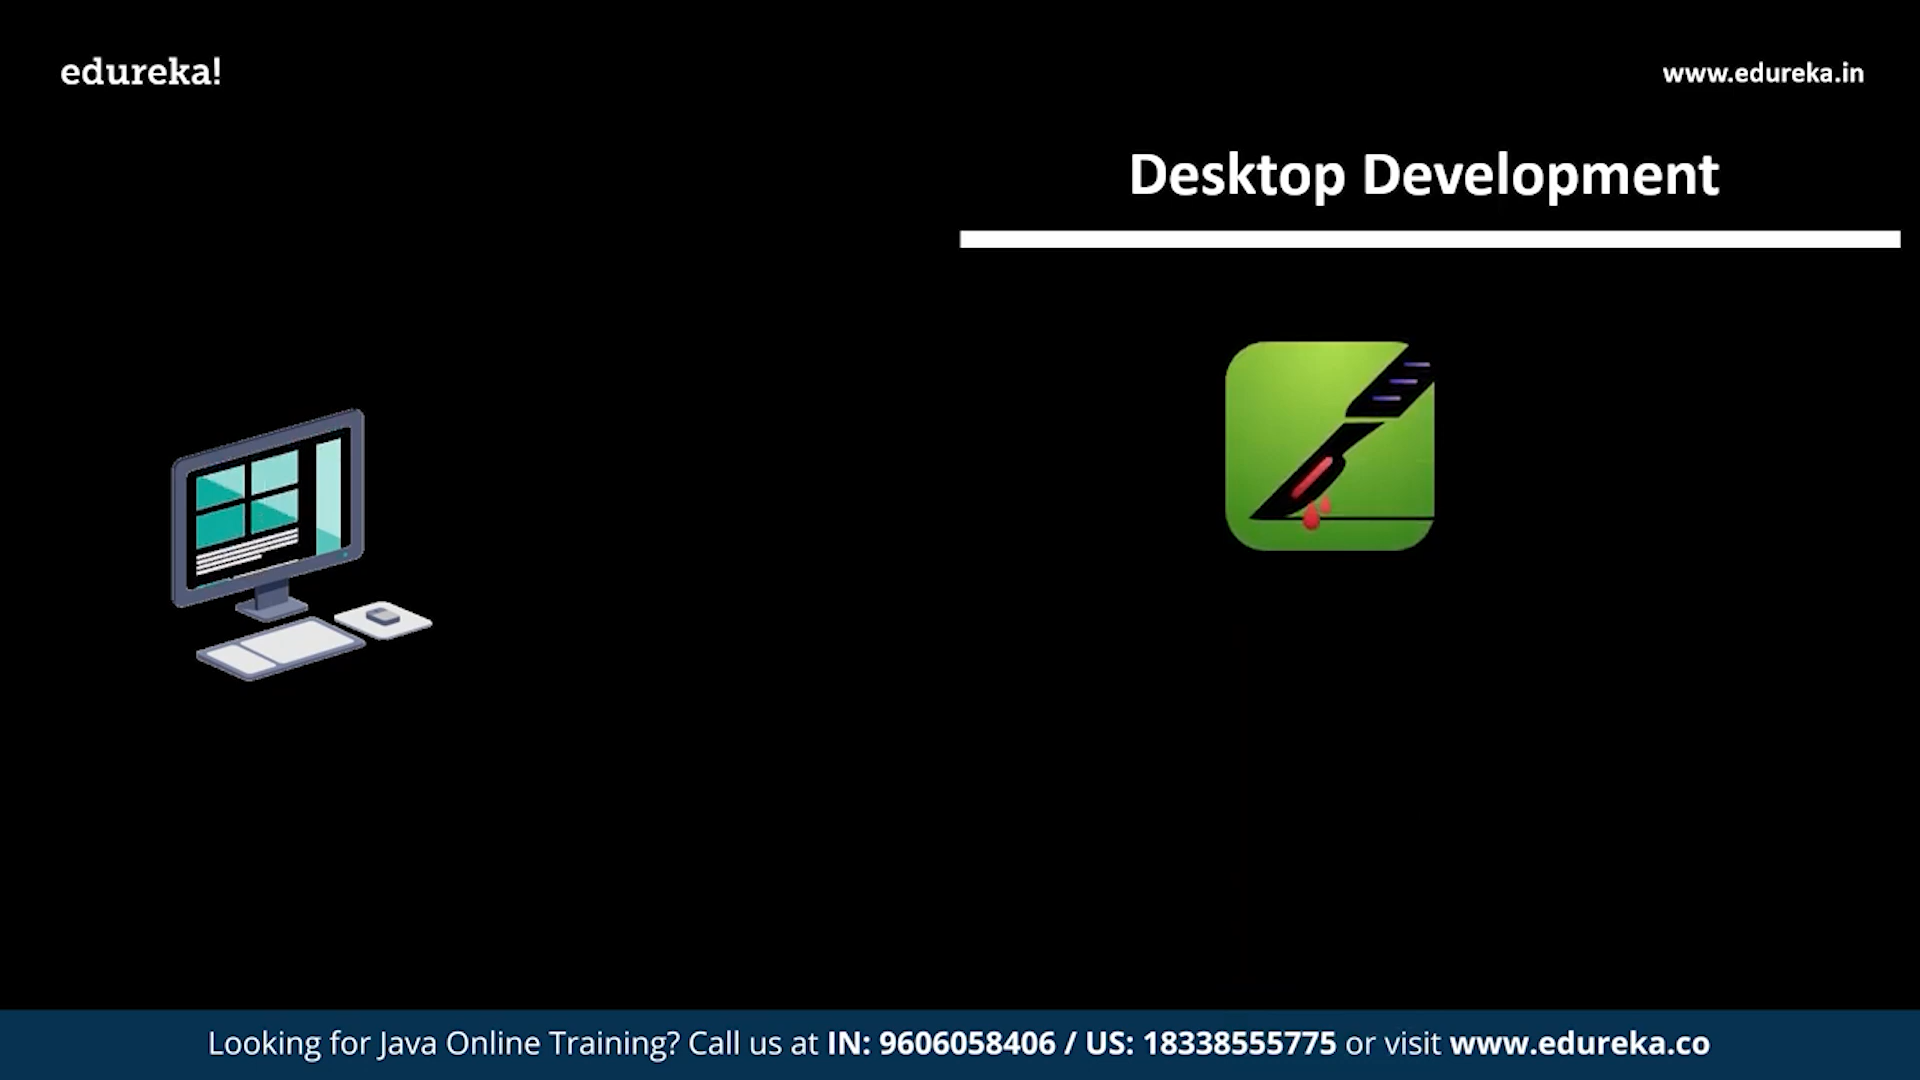 edureka!
www.edureka.in
Desktop Development
Looking for Java Online Training? Call us at IN: 9606058406 / US: 18338555775 or visit www.edureka.co